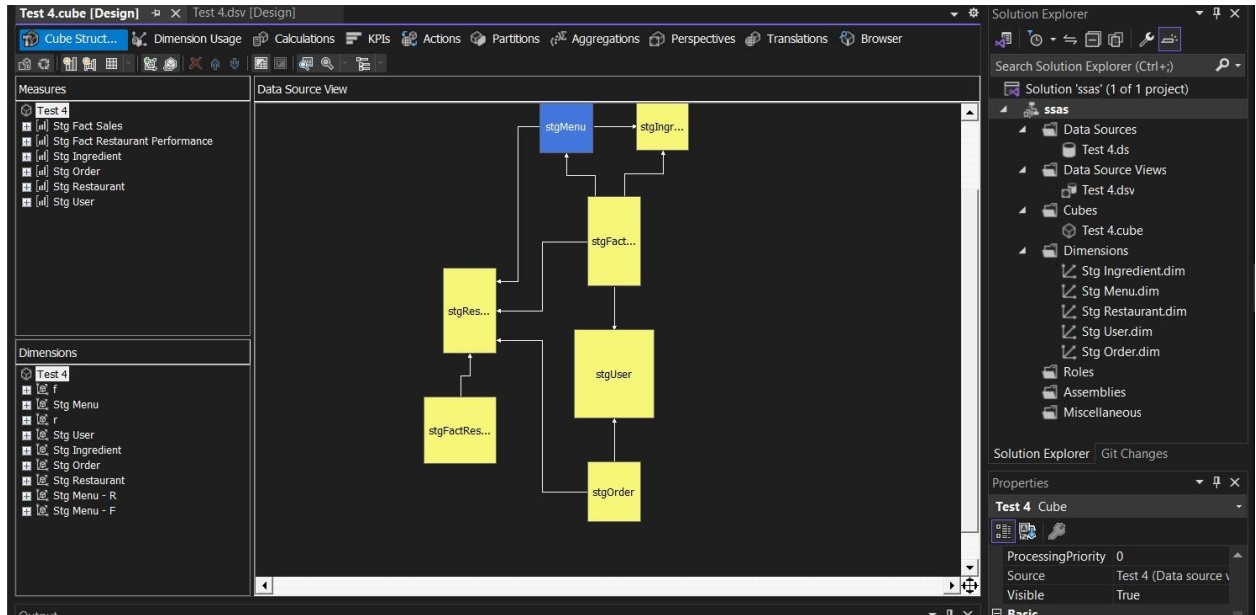 Test 4.cube [Design] Test 4.dsv [Design]
Cube Struct... Dimension Usage Calculations KPIs Actions Partitions Aggregations Perspectives Translations Browser
Measures
Test 4
Stg Fact Sales
Stg Fact Restaurant Performance
Stg Ingredient
Stg Order
Stg Restaurant
Stg User
Dimensions
Test 4
f
Stg Menu
r
Stg User
Stg Ingredient
Stg Order
Stg Restaurant
Stg Menu - R
Stg Menu - F
Data Source View
stgMenu
stgIngr...
stgFact...
stgRes...
stgUser
stgFactRes...
stgOrder
Output
Solution Explorer
Search Solution Explorer (Ctrl+;)
Solution 'ssas' (1 of 1 project)
ssas
Data Sources
Test 4.ds
Data Source Views
Test 4.dsv
Cubes
Test 4.cube
Dimensions
Stg Ingredient.dim
Stg Menu.dim
Stg Restaurant.dim
Stg User.dim
Stg Order.dim
Roles
Assemblies
Miscellaneous
Solution Explorer Git Changes
Properties
Test 4 Cube
ProcessingPriority 0
Source Test 4 (Data source v
Visible True
Basic